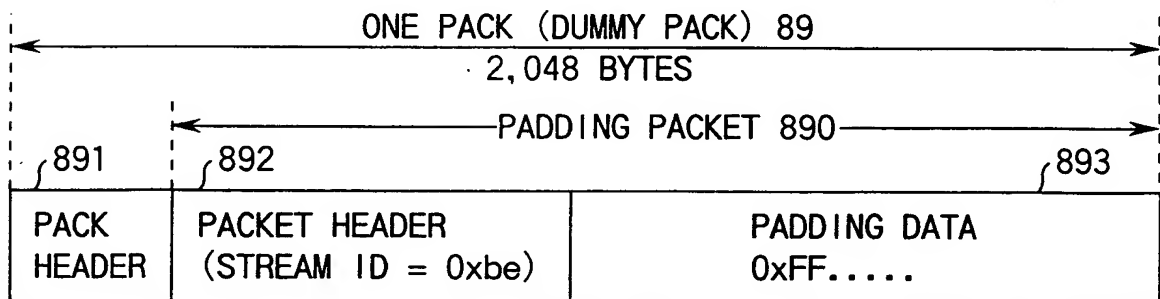 ONE PACK (DUMMY PACK) 89
2,048 BYTES
PADDING PACKET 890
891
892
893
PACK
HEADER
PACKET HEADER
(STREAM ID = 0xbe)
PADDING DATA
0xFF.....